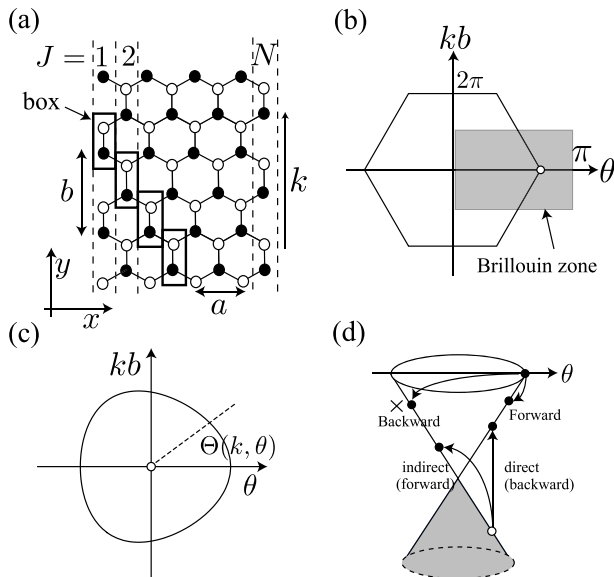 (a)
J = 1 2 N
box
b
k
y
x
a
(b)
kb
2π
π
θ
Brillouin zone
(c)
kb
Θ(k, θ)
θ
(d)
θ
×
Backward
Forward
indirect
(forward)
direct
(backward)